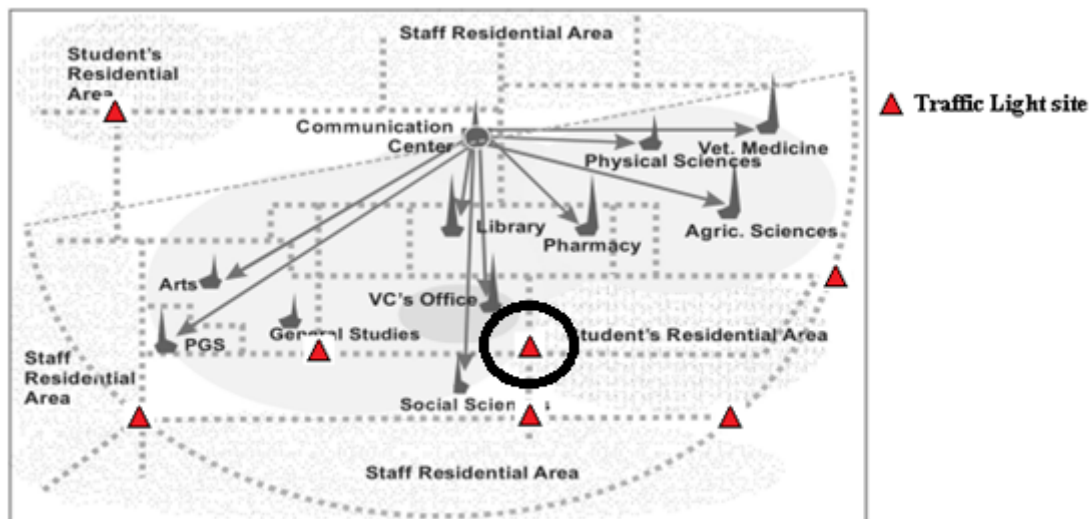 Staff Residential Area
Student's
Residential
Area
Traffic Light site
Communication
Center
Vet. Medicine
Physical Sciences
Library
Pharmacy
Agric. Sciences
Arts
VC's Office
General Studies
Student's Residential Area
PGS
Staff
Residential
Area
Social
Staff Residential Area